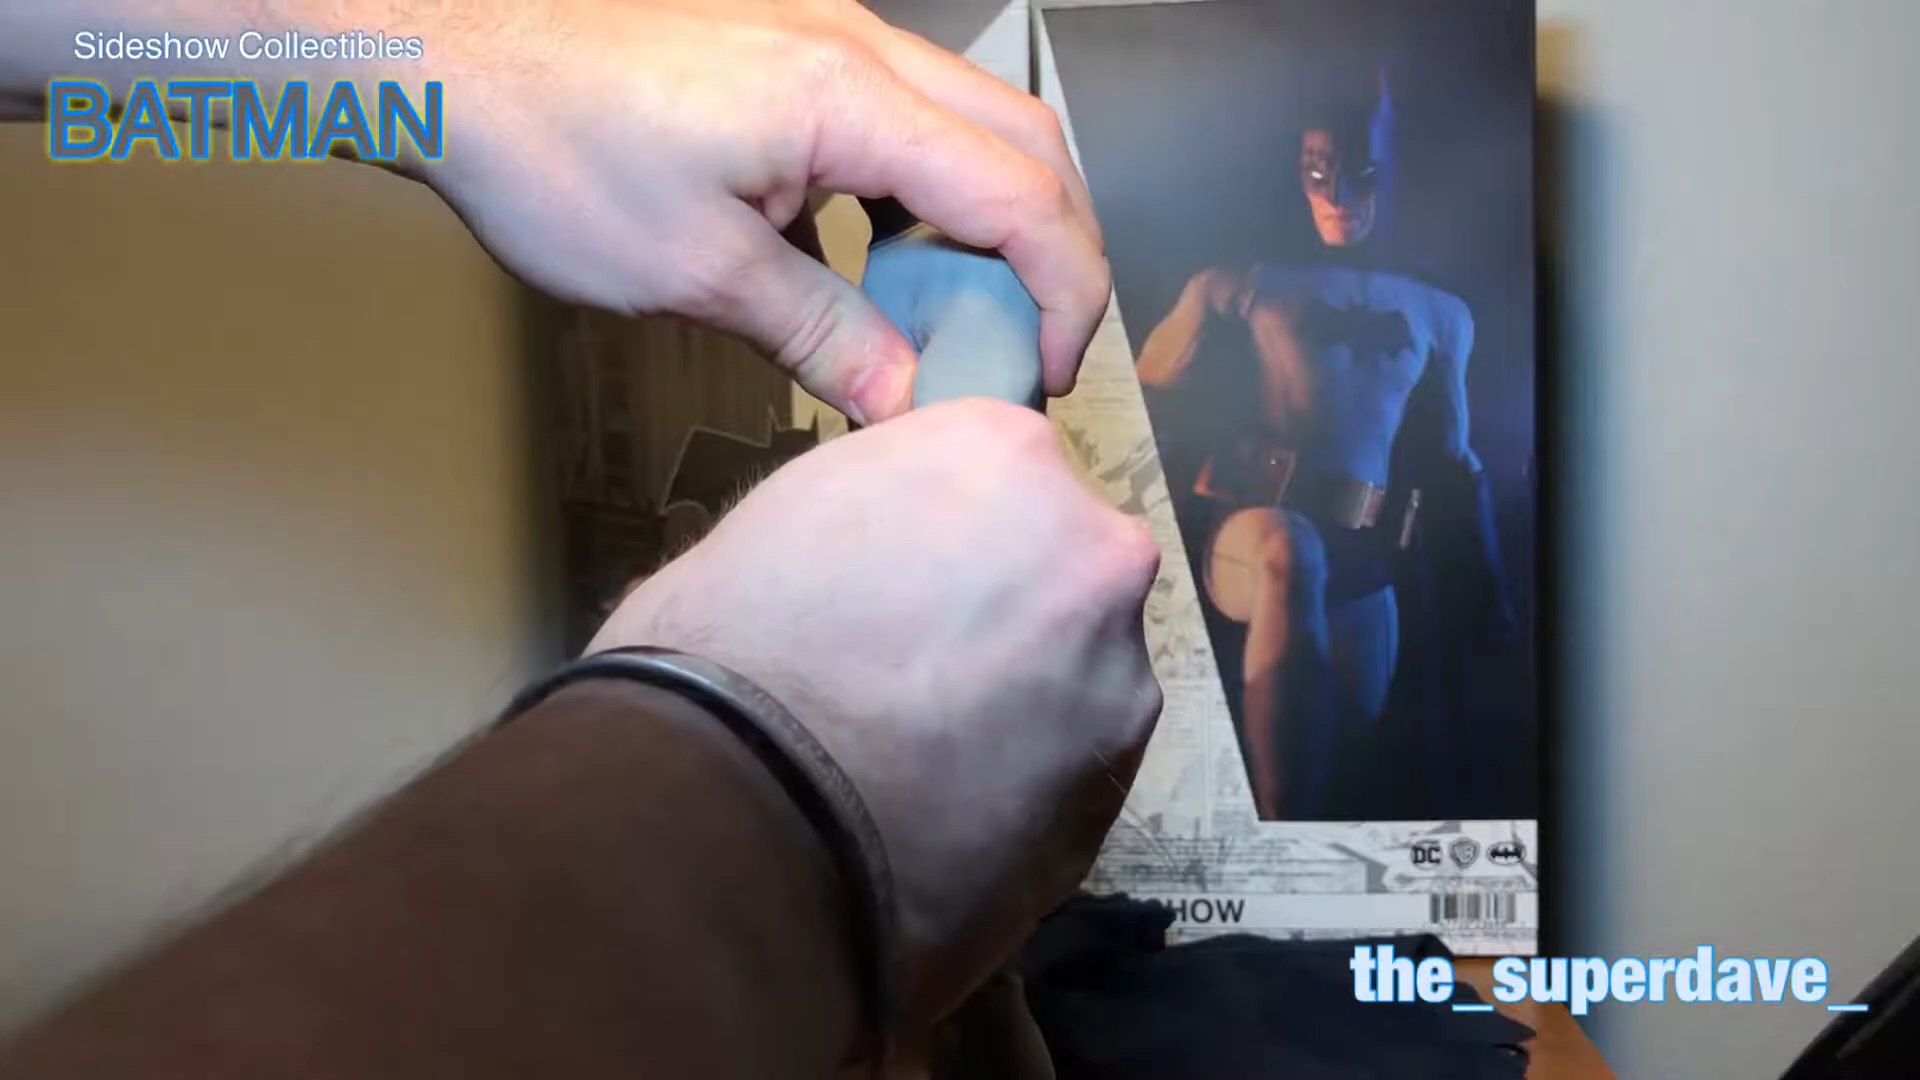 Sideshow Collectibles
BATMAN
DC
HOW
the_superdave_